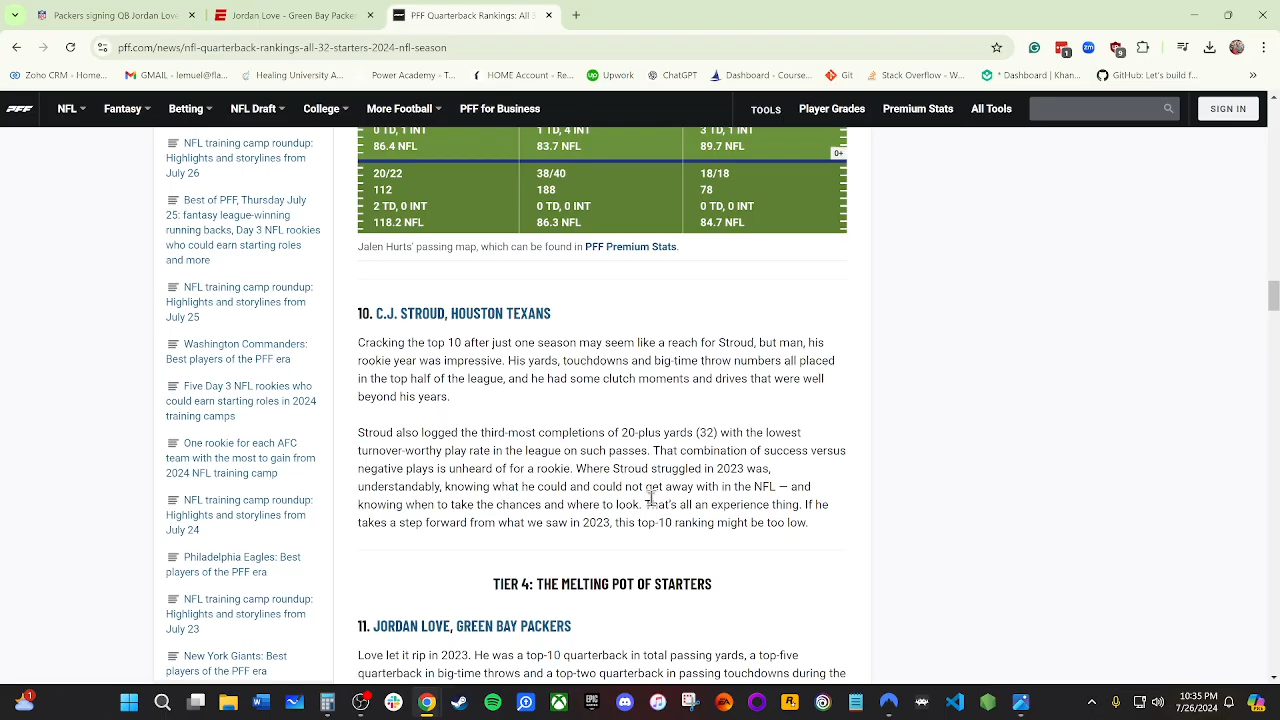 Packers signing Jordan Love
Jordan Love - Green Bay Packers
PFF Quarterback Rankings: All 3
pff.com/news/nfl-quarterback-rankings-all-32-starters-2024-season
Zoho CRM - Home...
GMAIL - lemuel@fla...
HealingUniversity.n...
Power Academy - T...
HOME Account – Re...
Upwork
ChatGPT
Dashboard - Course...
Git
Stack Overflow -...
* Dashboard | Khan...
GitHub: Let's build f...
PFF
NFL
Fantasy
Betting
NFL Draft
College
More Football
PFF for Business
TOOLS
Player Grades
Premium Stats
All Tools
SIGN IN
NFL training camp roundup:
Highlights and storylines from
July 26
Best of PFF, Thursday July
25: fantasy league-winning
running backs, Day 3 NFL rookies
who could earn starting roles
and more
NFL training camp roundup:
Highlights and storylines from
July 25
Washington Commanders:
Best players of the PFF era
Five Day 3 NFL rookies who
could earn starting roles in 2024
training camps
One rookie for each AFC
team with the most to gain from
2024 NFL training camp
NFL training camp roundup:
Highlights and storylines from
July 24
Philadelphia Eagles: Best
players of the PFF era
NFL training camp roundup:
Highlights and storylines from
July 23
New York Giants: Best
players of the PFF era
0 TD, 1 INT 1 TD, 4 INT 3 TD, 1 INT
86.4 NFL 83.7 NFL 89.7 NFL
0+
20/22 38/40 18/18
112 188 78
2 TD, 0 INT 0 TD, 0 INT 0 TD, 0 INT
118.2 NFL 86.3 NFL 84.7 NFL
Jalen Hurts' passing map, which can be found in PFF Premium Stats.
10. C.J. STROUD, HOUSTON TEXANS
Cracking the top 10 after just one season may seem like a reach for Stroud, but man, his
rookie year was impressive. His yards, touchdowns and big-time throw numbers all placed
in the top half of the league, and he had some clutch moments and drives that were well
beyond his years.
Stroud also logged the third-most completions of 20-plus yards (32) with the lowest
turnover-worthy play rate in the league on such passes. That combination of success versus
negative plays is unheard of for a rookie. Where Stroud struggled in 2023 was,
understandably, knowing what he could and could not get away with in the NFL — and
knowing when to take the chances and where to look. That's all an experience thing. If he
takes a step forward from what we saw in 2023, this top-10 ranking might be too low.
TIER 4: THE MELTING POT OF STARTERS
11. JORDAN LOVE, GREEN BAY PACKERS
Love let it rip in 2023. He was a top-10 quarterback in total passing yards, a top-five
quarterback in big-time throws and a top-two quarterback in passing touchdowns during the
10:35 PM
7/26/2024